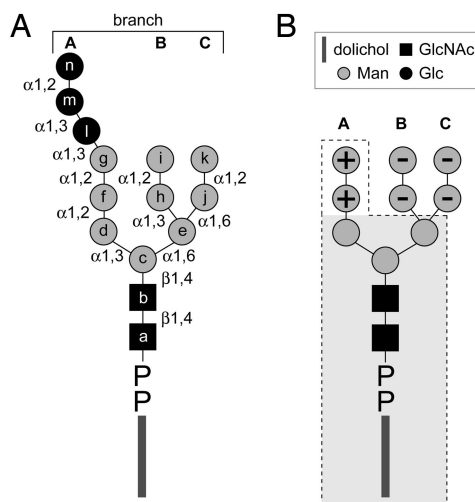 A
branch
A B C
n
α1,2
m
α1,3
l
α1,3
g i k
α1,2 α1,2 α1,2
f h j
α1,2 α1,3 α1,6
d e
α1,3 c α1,6
β1,4
b
β1,4
a
P
P
B
dolichol GlcNAc
Man Glc
A B C
+ - -
+ - -
P
P